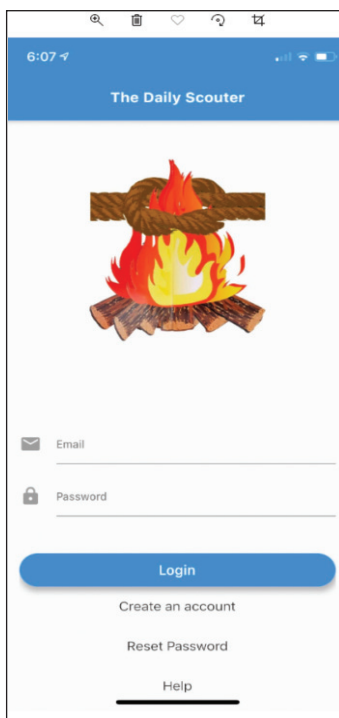 6:07
The Daily Scouter
Email
Password
Login
Create an account
Reset Password
Help